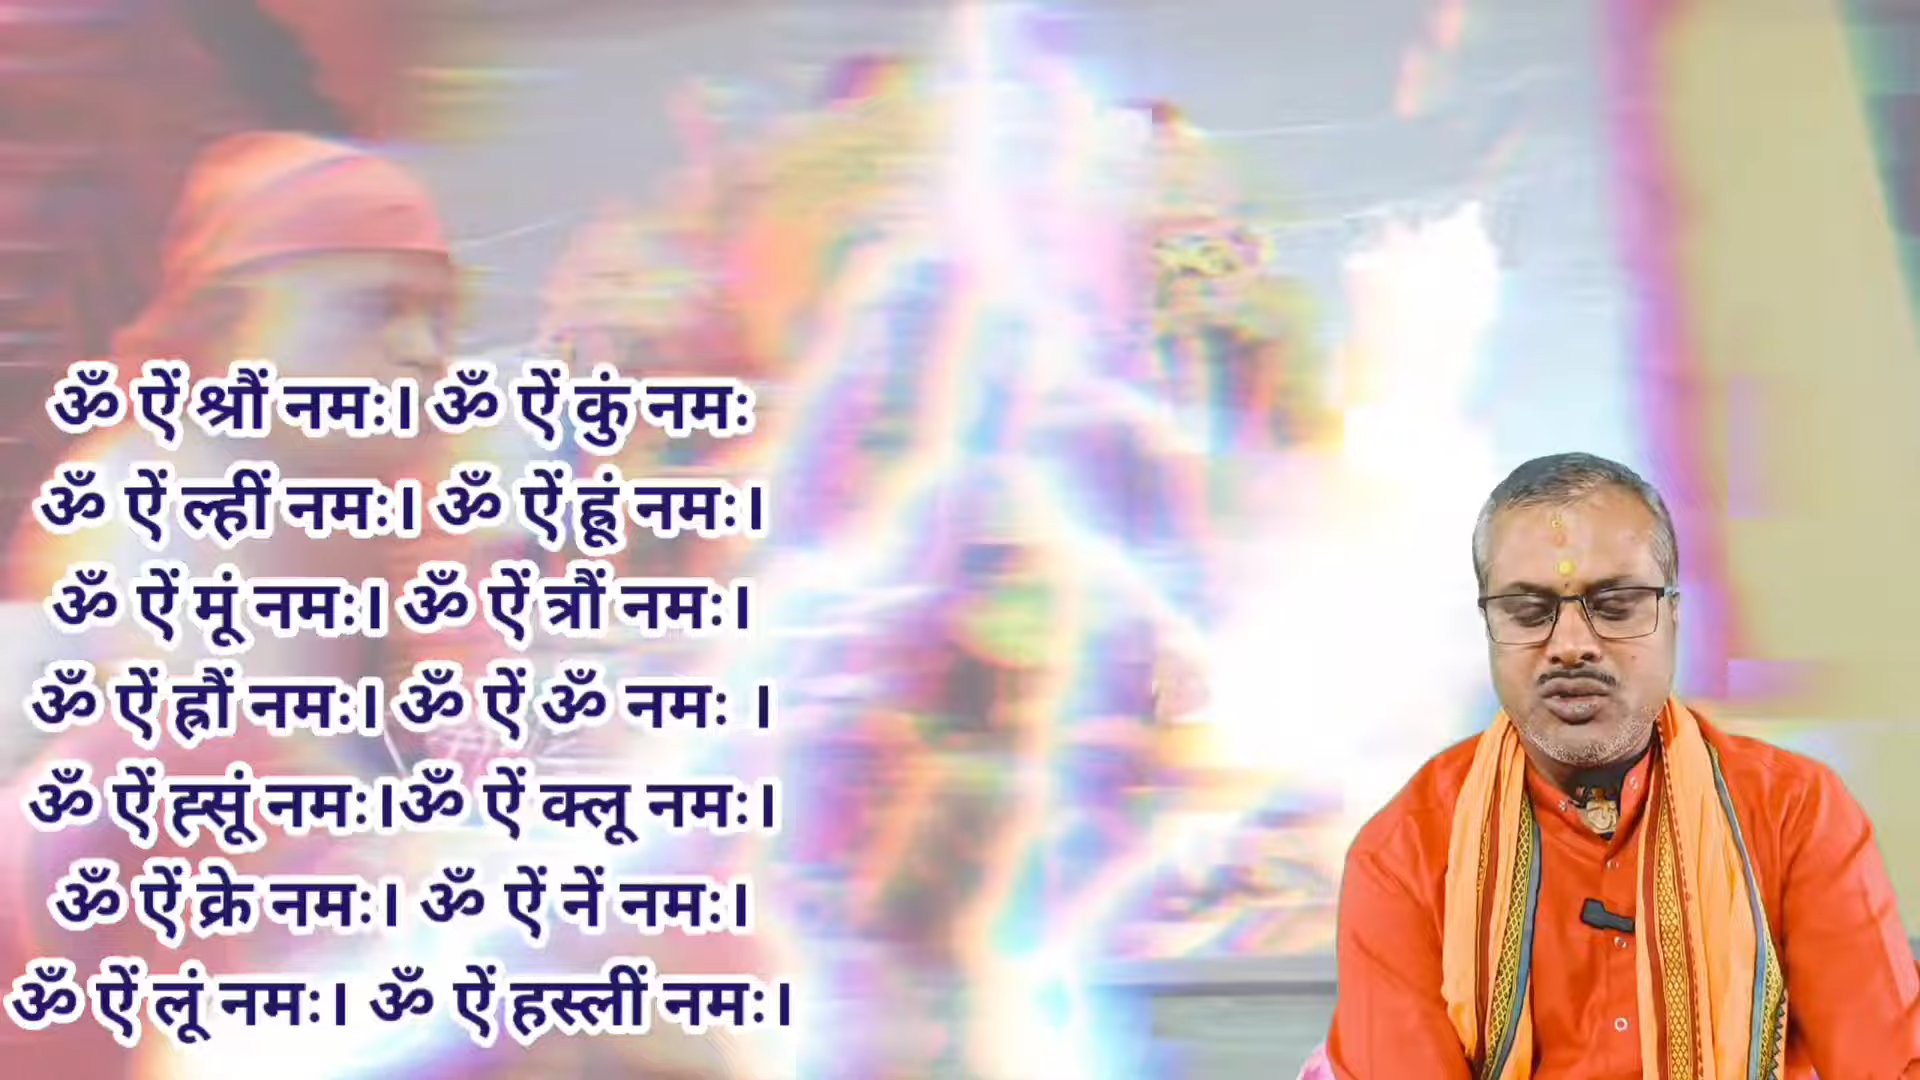 ॐ ऐं श्रौं नमः। ॐ ऐं कुं नमः
ॐ ऐं ल्हीं नमः। ॐ ऐं ह्रूं नमः।
ॐ ऐं मूं नमः। ॐ ऐं त्रौं नमः।
ॐ ऐं ह्रौं नमः। ॐ ऐं ॐ नमः ।
ॐ ऐं ह्सूं नमः।ॐ ऐं क्लू नमः।
ॐ ऐं क्रे नमः। ॐ ऐं नें नमः।
ॐ ऐं लूं नमः। ॐ ऐं हस्लीं नमः।